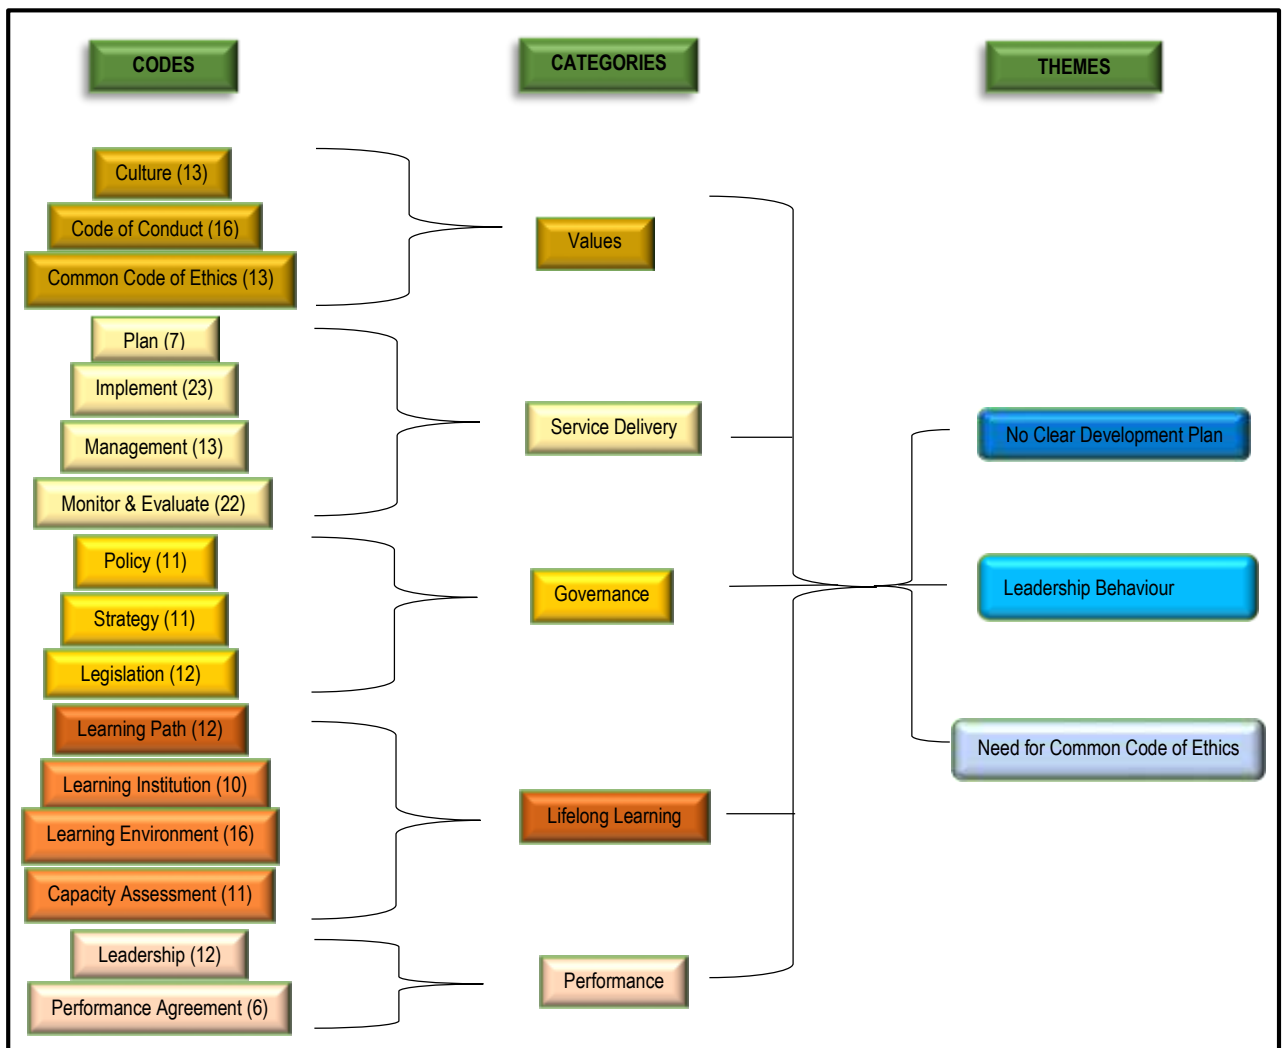 CODES
CATEGORIES
THEMES
Culture (13)
Code of Conduct (16)
Common Code of Ethics (13)
Plan (7)
Implement (23)
Management (13)
Monitor & Evaluate (22)
Policy (11)
Strategy (11)
Legislation (12)
Learning Path (12)
Learning Institution (10)
Learning Environment (16)
Capacity Assessment (11)
Leadership (12)
Performance Agreement (6)
Values
Service Delivery
Governance
Lifelong Learning
Performance
No Clear Development Plan
Leadership Behaviour
Need for Common Code of Ethics